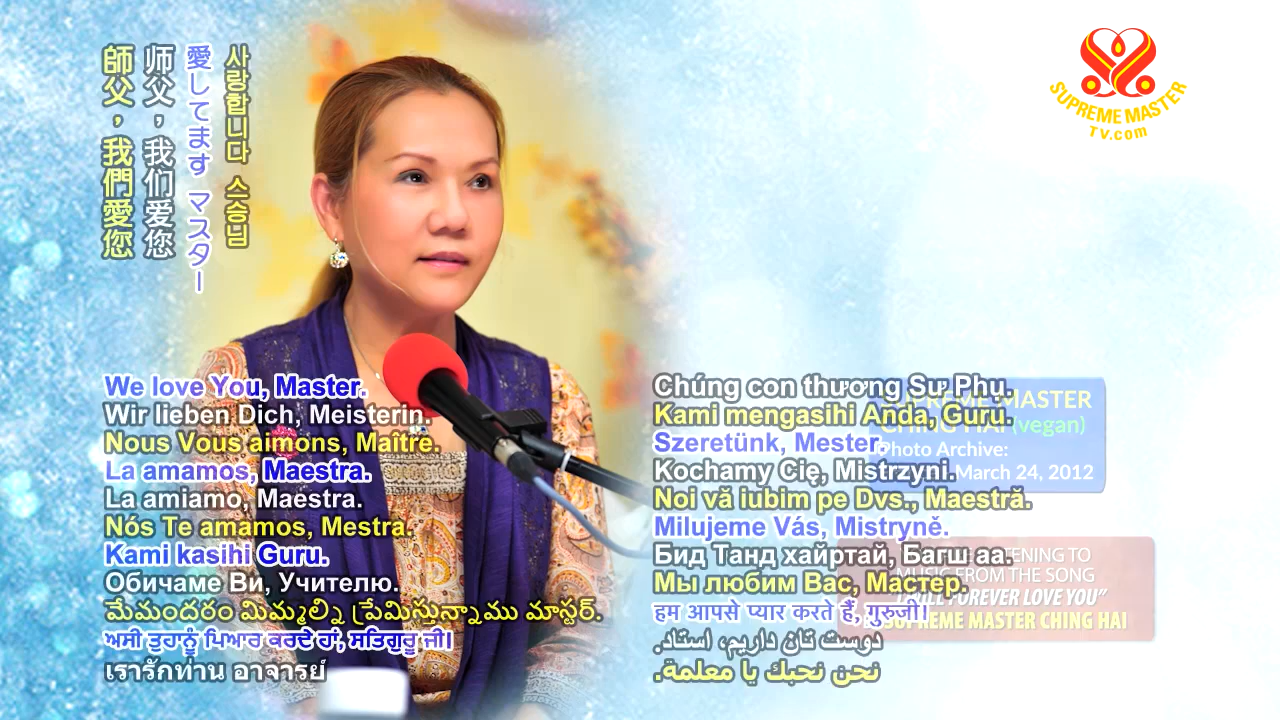 師父，我們愛您
师父，我们爱您
愛してます マスター
사랑합니다 스승님
SUPREME MASTER
TV.com
We love You, Master.
Wir lieben Dich, Meisterin.
Nous Vous aimons, Maître.
La amamos, Maestra.
La amiamo, Maestra.
Nós Te amamos, Mestra.
Kami kasihi Guru.
Обичаме Ви, Учителю.
మేమందరం మిమ్మల్ని ప్రేమిస్తున్నాము మాస్టర్.
ਅਸੀ ਤੁਹਾਨੂੰ ਪਿਆਰ ਕਰਦੇ ਹਾਂ, ਸਤਿਗੁਰੂ ਜੀ।
เรารักท่าน อาจารย์
Chúng con thương Sư Phụ.
Kami mengasihi Anda, Guru.
Szeretünk, Mester.
Kochamy Cię, Mistrzyni.
Noi vă iubim pe Dvs., Maestră.
Milujeme Vás, Mistryně.
Бид Танд хайртай, Багш аа.
Мы любим Вас, Мастер.
हम आपसे प्यार करते हैं, गुरुजी।
دوست تان داریم، استاد.
نحن نحبك يا معلمة.
SUPREME MASTER
CHING HAI (vegan)
Photo Archive:
March 24, 2012
LISTENING TO
MUSIC FROM THE SONG
"I WILL FOREVER LOVE YOU"
SUPREME MASTER CHING HAI